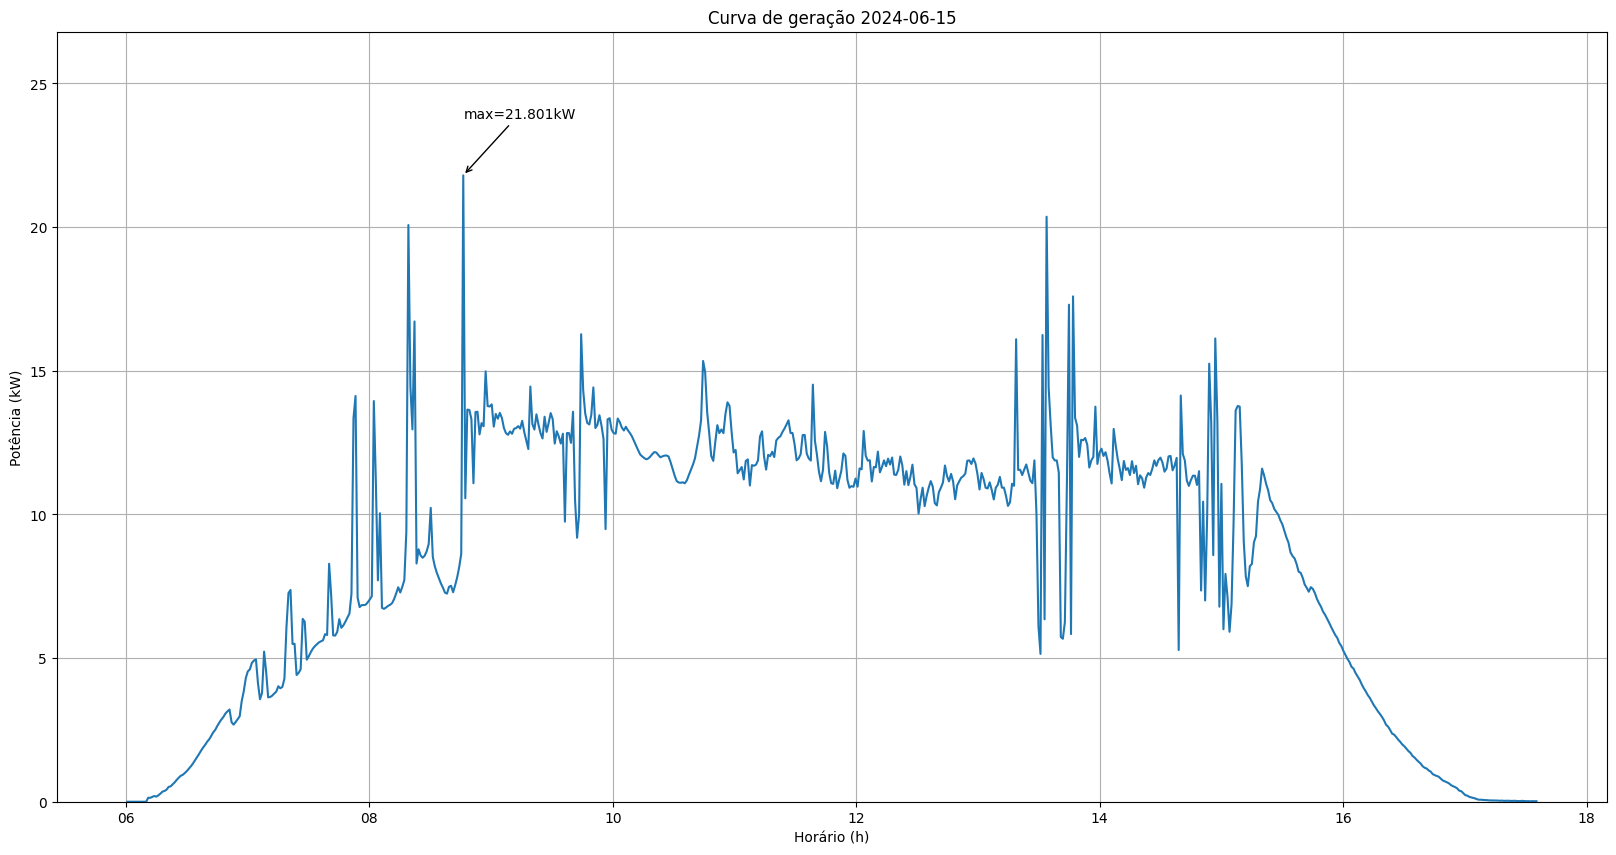 Curva de geração 2024-06-15
max=21.801kW
Potência (kW)
25
20
15
10
5
0
06 08 10 12 14 16 18
Horário (h)